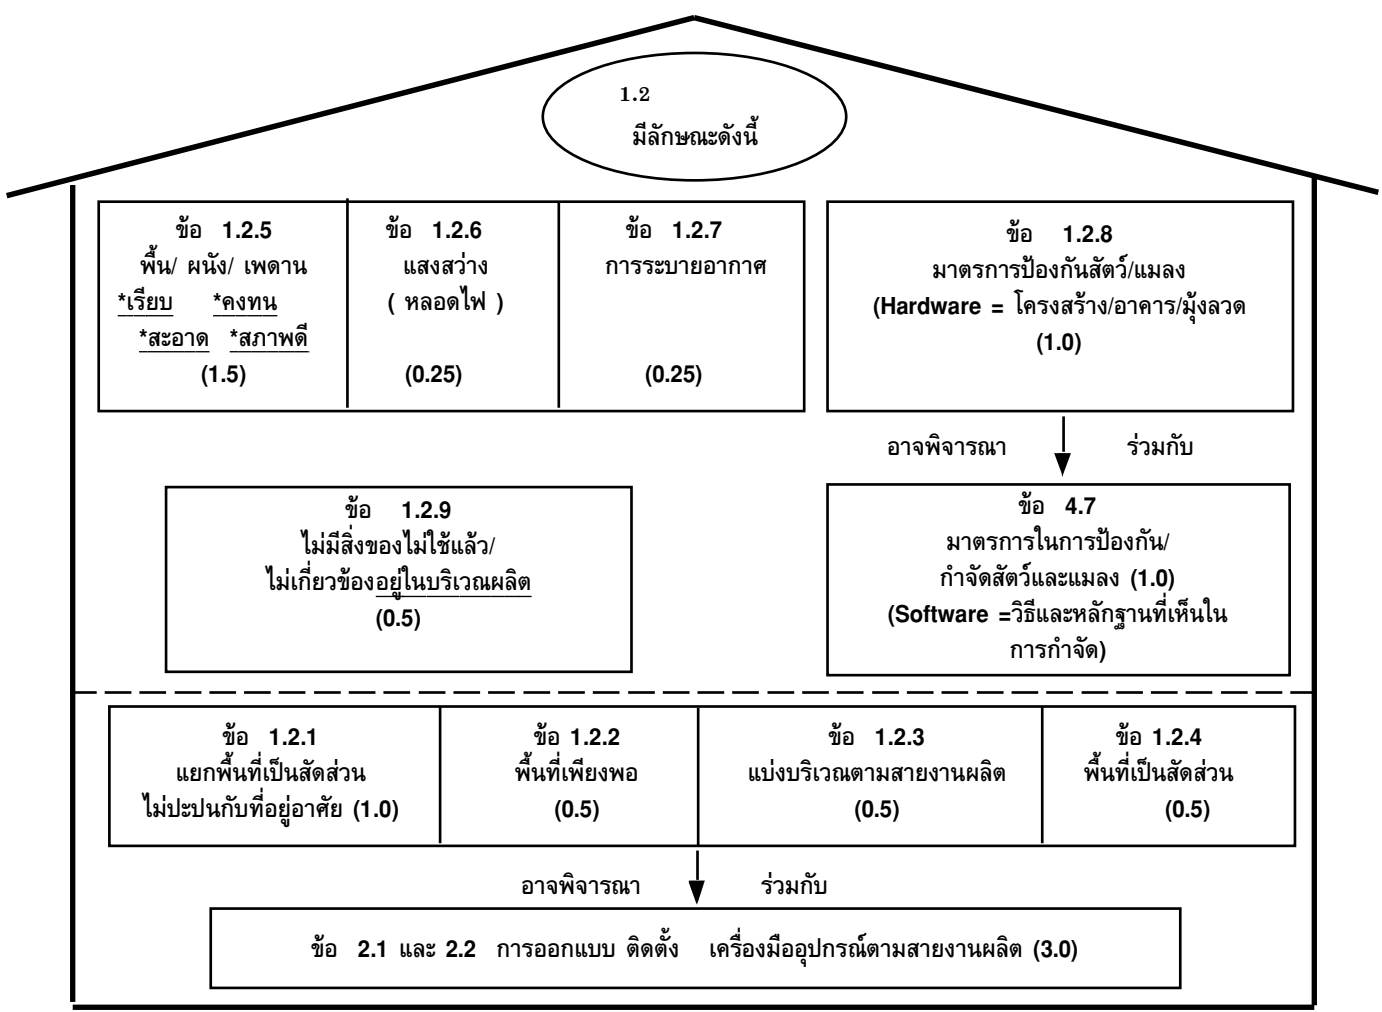 1.2
มีลักษณะดังนี้
ข้อ 1.2.5
พื้น/ ผนัง/ เพดาน
*เรียบ *คงทน
*สะอาด *สภาพดี
(1.5)
ข้อ 1.2.6
แสงสว่าง
( หลอดไฟ )
(0.25)
ข้อ 1.2.7
การระบายอากาศ
(0.25)
ข้อ 1.2.8
มาตรการป้องกันสัตว์/แมลง
(Hardware = โครงสร้าง/อาคาร/มุ้งลวด
(1.0)
อาจพิจารณา ร่วมกับ
ข้อ 1.2.9
ไม่มีสิ่งของไม่ใช้แล้ว/
ไม่เกี่ยวข้องอยู่ในบริเวณผลิต
(0.5)
ข้อ 4.7
มาตรการในการป้องกัน/
กำจัดสัตว์และแมลง (1.0)
(Software =วิธีและหลักฐานที่เห็นใน
การกำจัด)
ข้อ 1.2.1
แยกพื้นที่เป็นสัดส่วน
ไม่ปะปนกับที่อยู่อาศัย (1.0)
ข้อ 1.2.2
พื้นที่เพียงพอ
(0.5)
ข้อ 1.2.3
แบ่งบริเวณตามสายงานผลิต
(0.5)
ข้อ 1.2.4
พื้นที่เป็นสัดส่วน
(0.5)
อาจพิจารณา ร่วมกับ
ข้อ 2.1 และ 2.2 การออกแบบ ติดตั้ง เครื่องมืออุปกรณ์ตามสายงานผลิต (3.0)